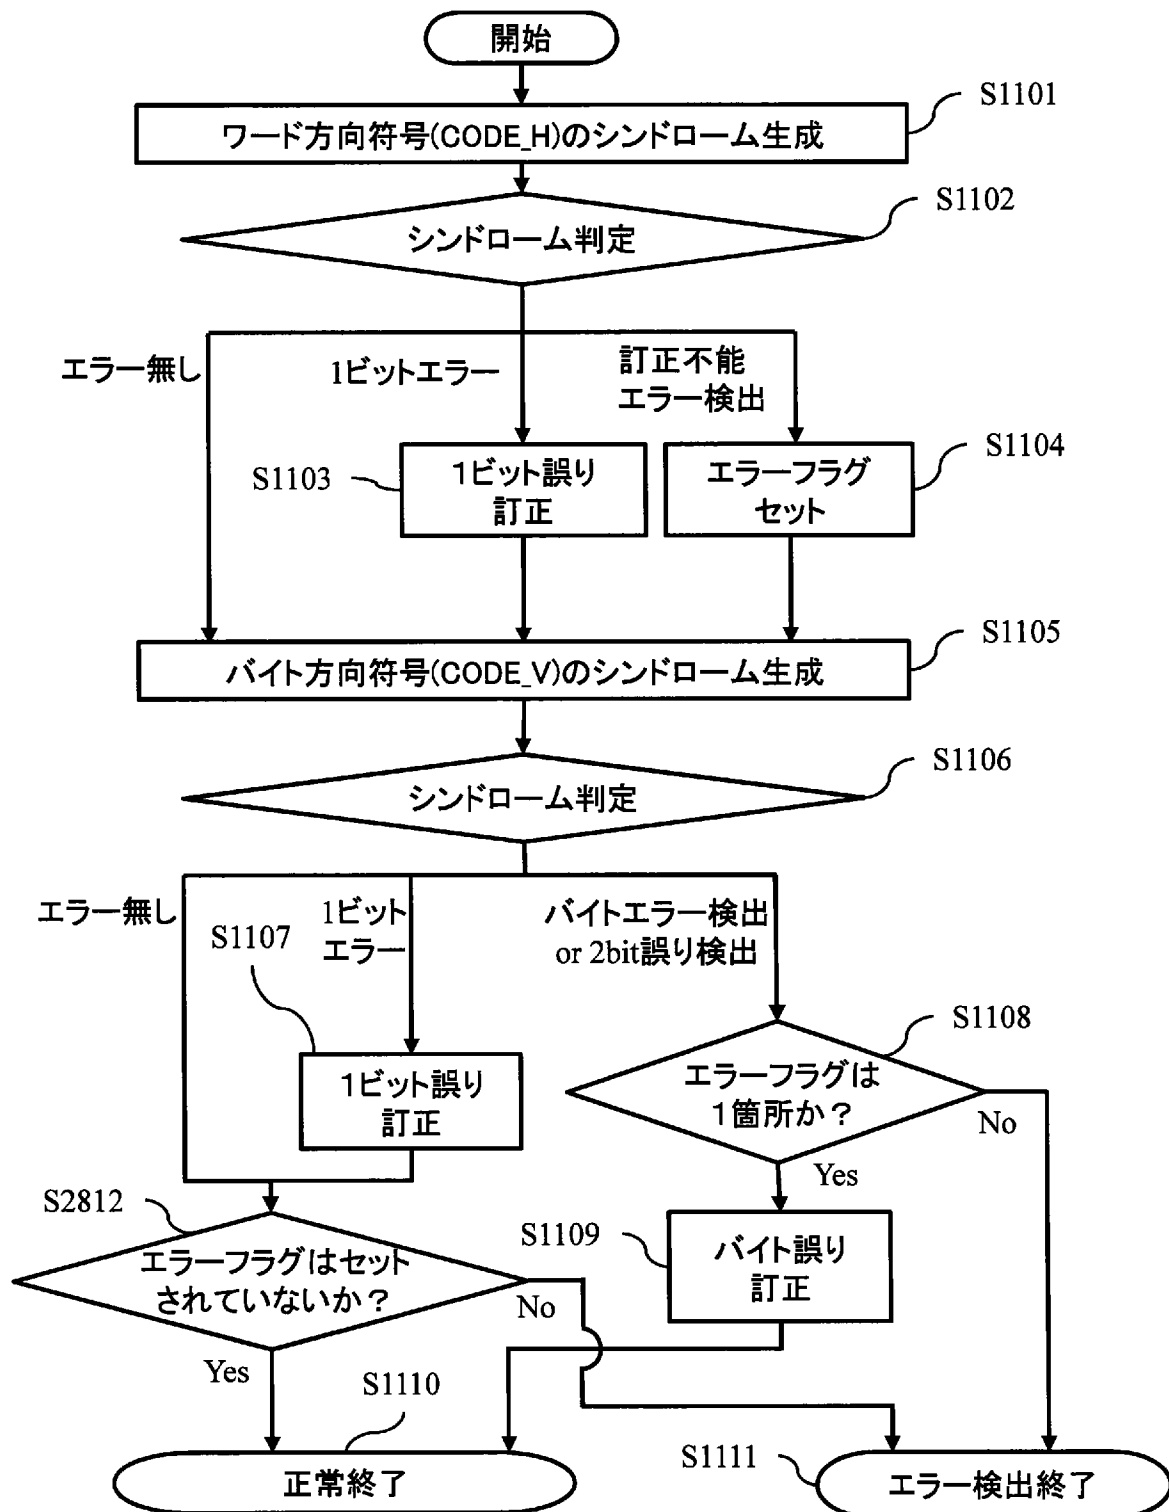 開始
S1101
ワード方向符号(CODE_H)のシンドローム生成
S1102
シンドローム判定
エラー無し
1ビットエラー
訂正不能
エラー検出
S1103
1ビット誤り
訂正
S1104
エラーフラグ
セット
S1105
バイト方向符号(CODE_V)のシンドローム生成
S1106
シンドローム判定
エラー無し
1ビット
エラー
バイトエラー検出
or 2bit誤り検出
S1107
1ビット誤り
訂正
S1108
エラーフラグは
1箇所か？
No
Yes
S2812
エラーフラグはセット
されていないか？
No
Yes
S1109
バイト誤り
訂正
S1110
正常終了
S1111
エラー検出終了